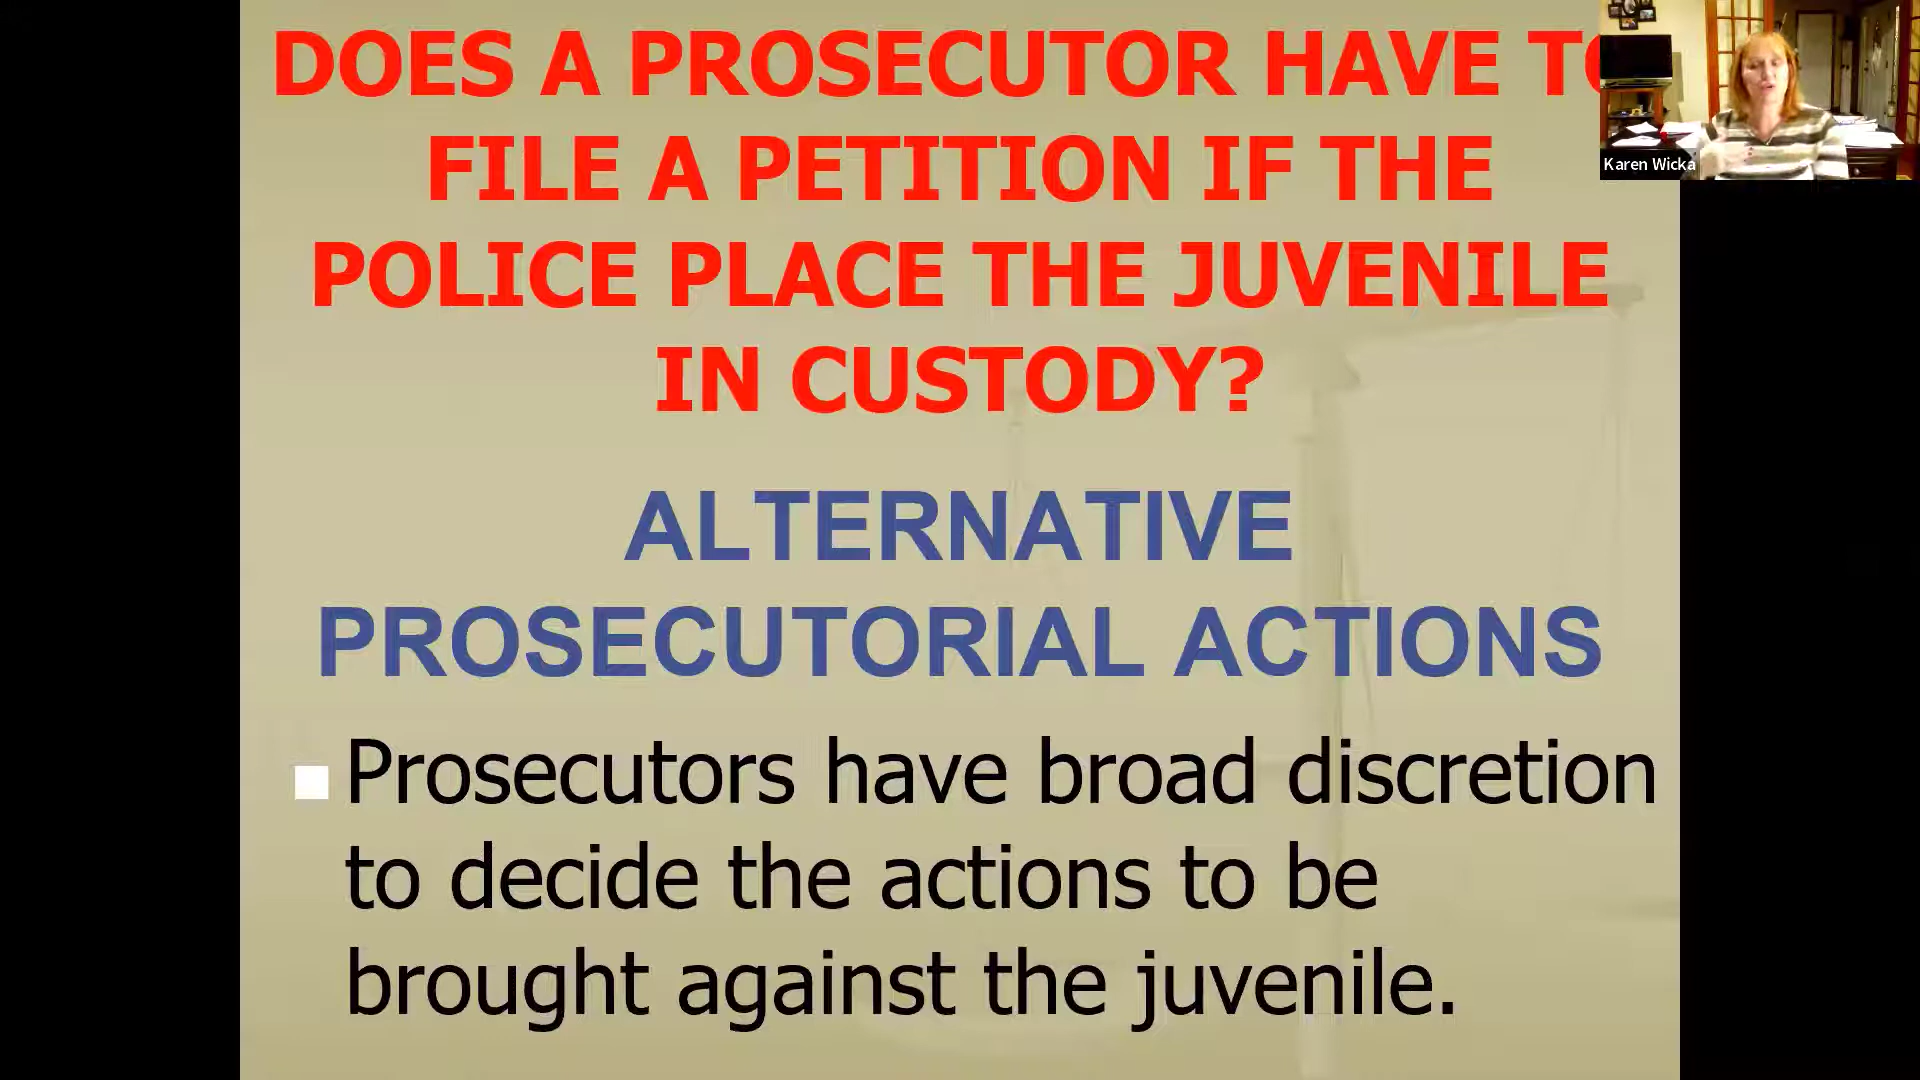 DOES A PROSECUTOR HAVE TO
FILE A PETITION IF THE
POLICE PLACE THE JUVENILE
IN CUSTODY?
Karen Wicka
ALTERNATIVE
PROSECUTORIAL ACTIONS
Prosecutors have broad discretion
to decide the actions to be
brought against the juvenile.